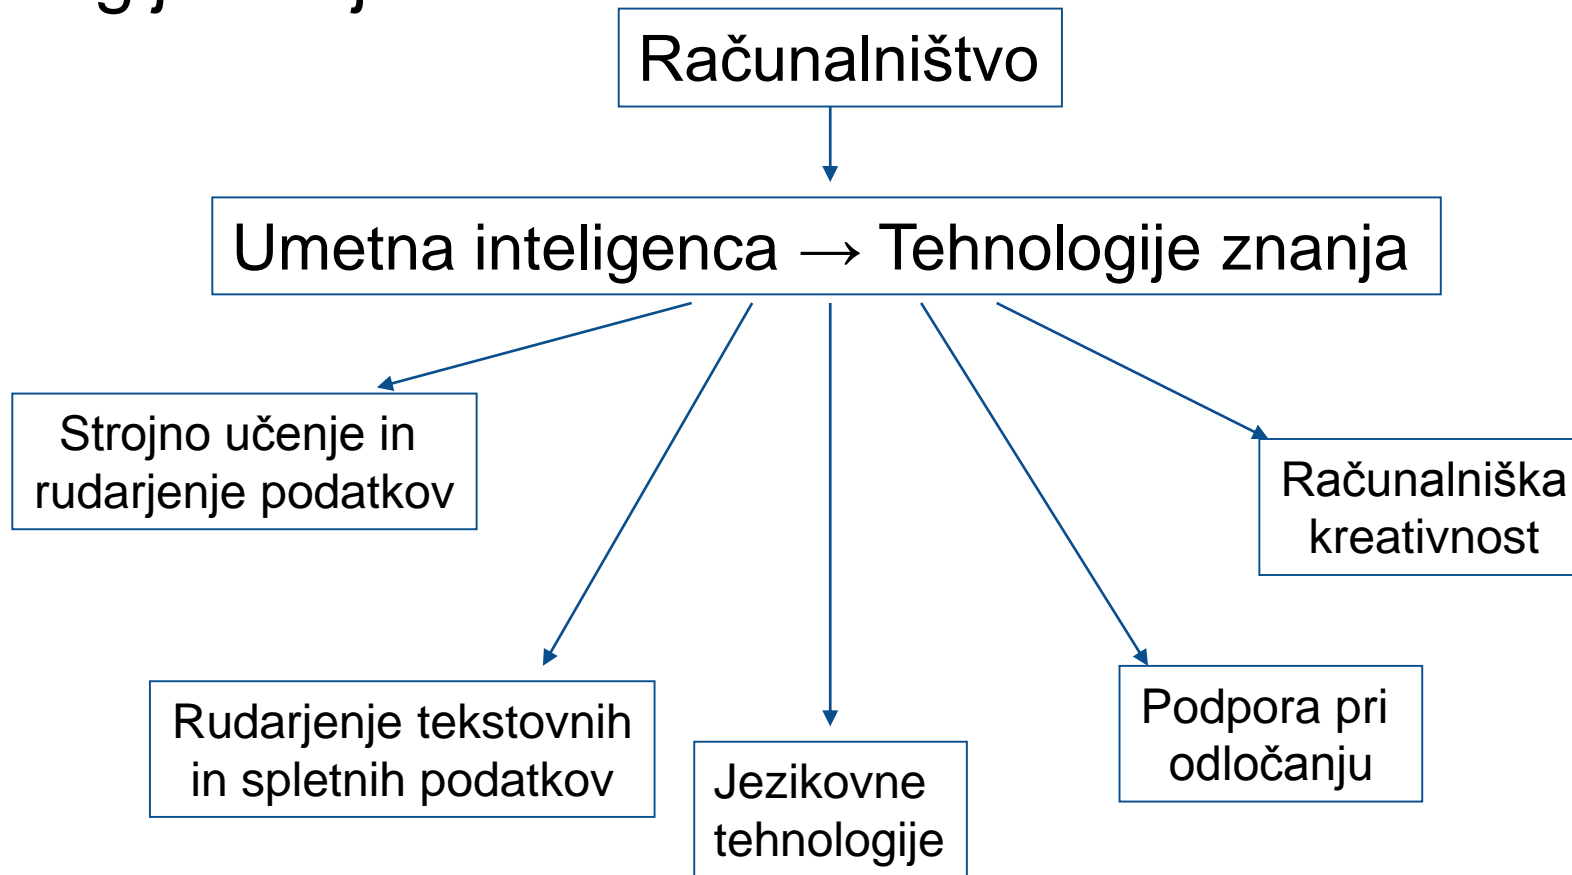 Računalništvo
Umetna inteligenca → Tehnologije znanja
Strojno učenje in
rudarjenje podatkov
Računalniška
kreativnost
Rudarjenje tekstovnih
in spletnih podatkov
Jezikovne
tehnologije
Podpora pri
odločanju